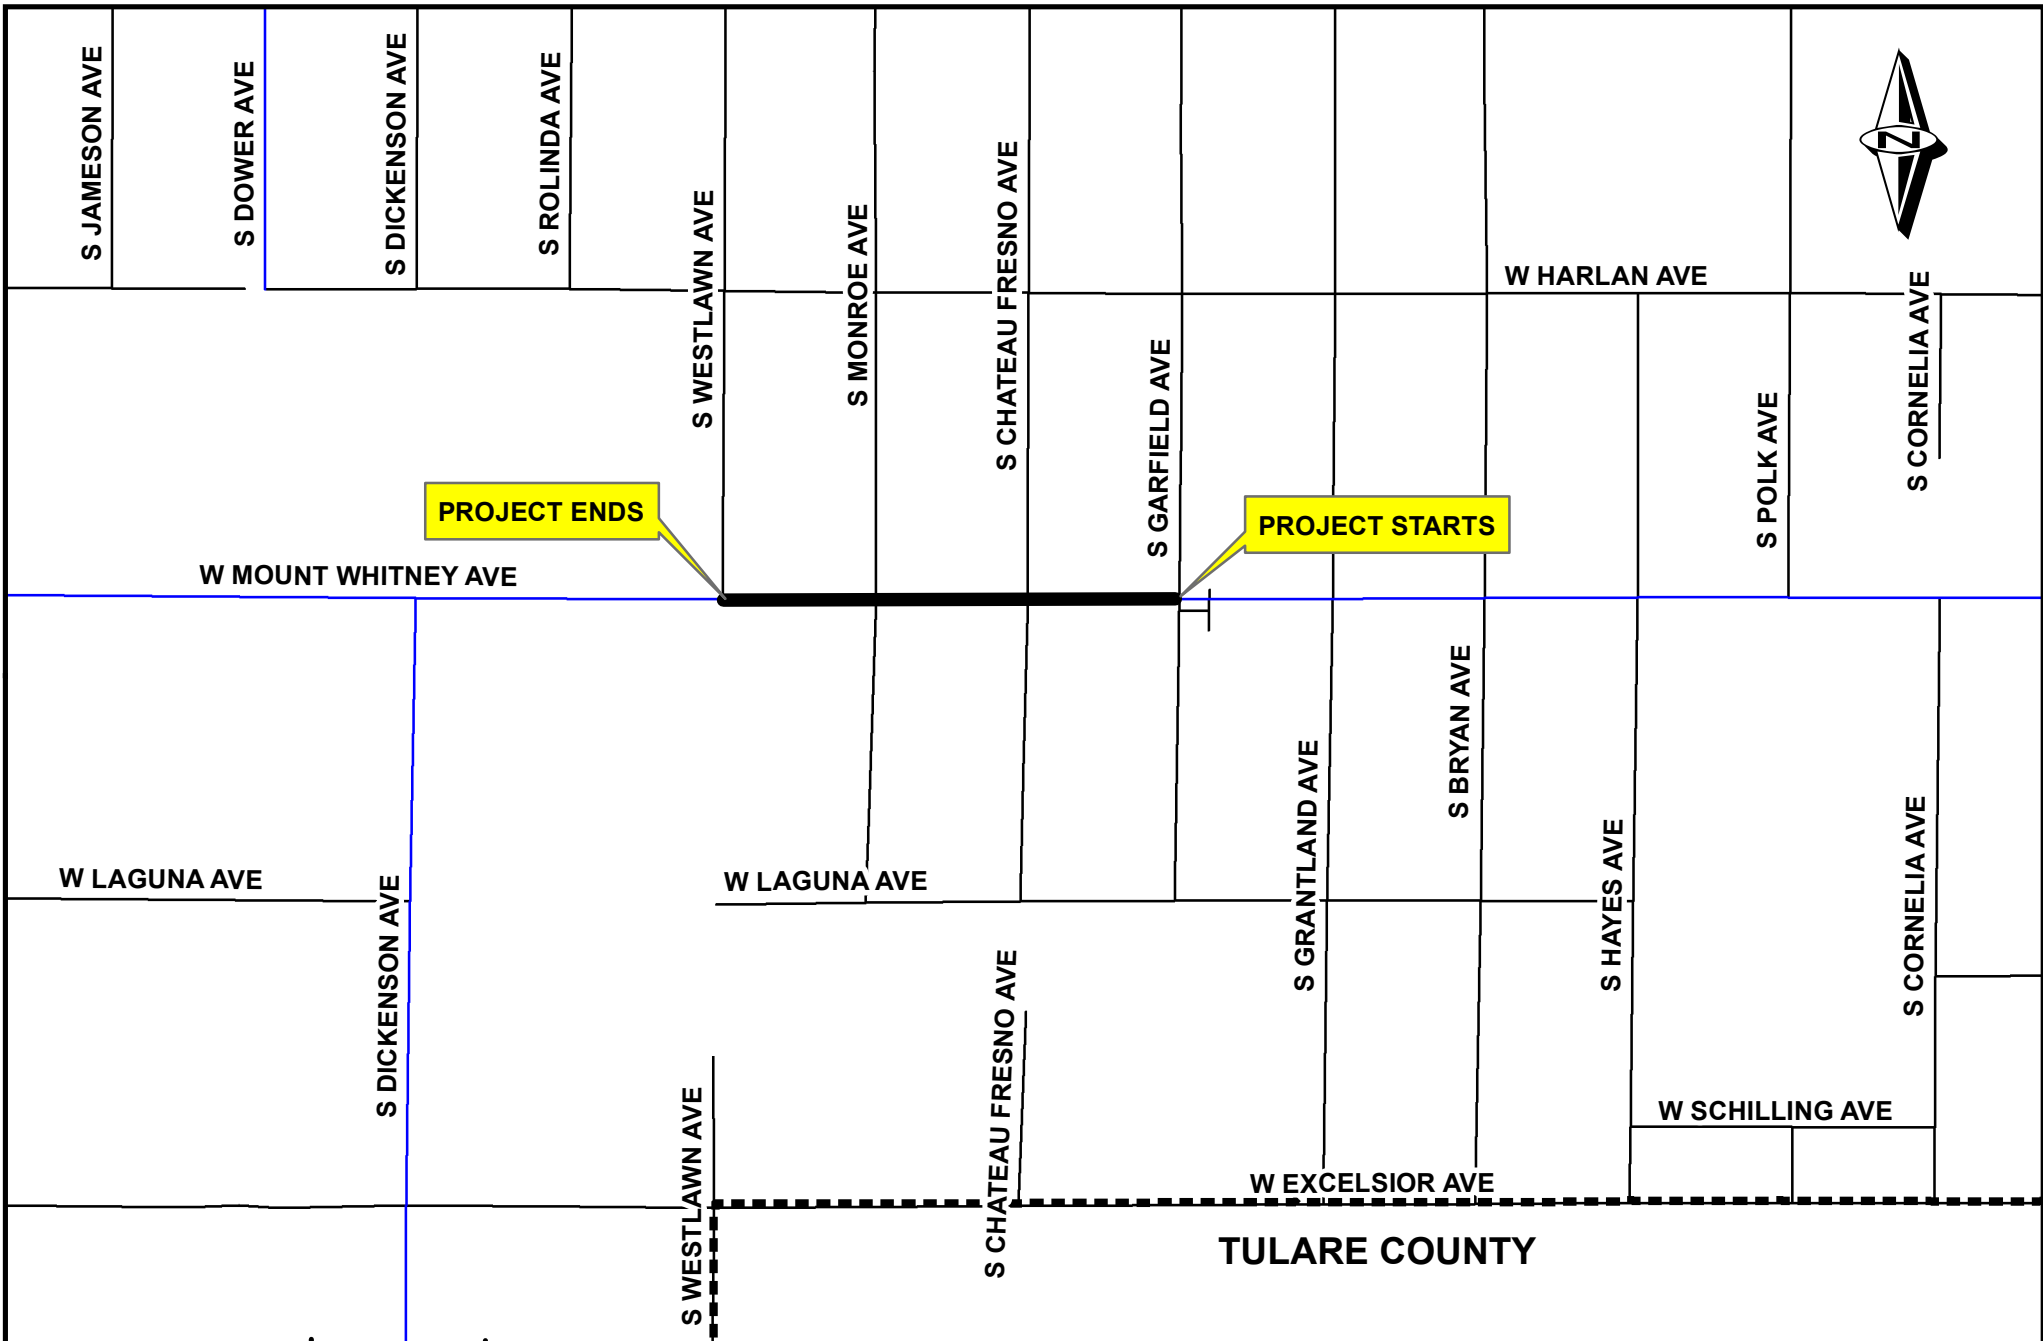 S JAMESON AVE
S DOWER AVE
S DICKENSON AVE
S ROLINDA AVE
S WESTLAWN AVE
S MONROE AVE
S CHATEAU FRESNO AVE
S GARFIELD AVE
N
W HARLAN AVE
S CORNELIA AVE
S POLK AVE
PROJECT ENDS
PROJECT STARTS
W MOUNT WHITNEY AVE
S BRYAN AVE
S GRANTLAND AVE
S HAYES AVE
S CORNELIA AVE
W LAGUNA AVE
W LAGUNA AVE
S DICKENSON AVE
S CHATEAU FRESNO AVE
S WESTLAWN AVE
W SCHILLING AVE
W EXCELSIOR AVE
TULARE COUNTY